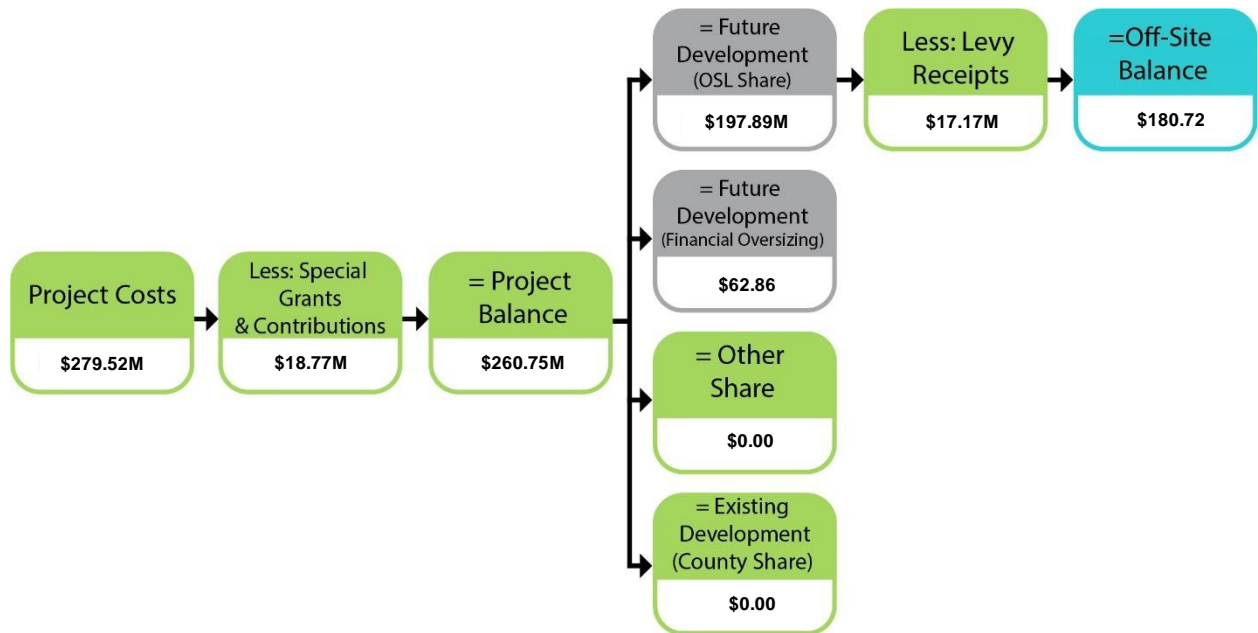 Project Costs
$279.52M
Less: Special
Grants
& Contributions
$18.77M
= Project
Balance
$260.75M
= Future
Development
(OSL Share)
$197.89M
Less: Levy
Receipts
$17.17M
=Off-Site
Balance
$180.72
= Future
Development
(Financial Oversizing)
$62.86
= Other
Share
$0.00
= Existing
Development
(County Share)
$0.00